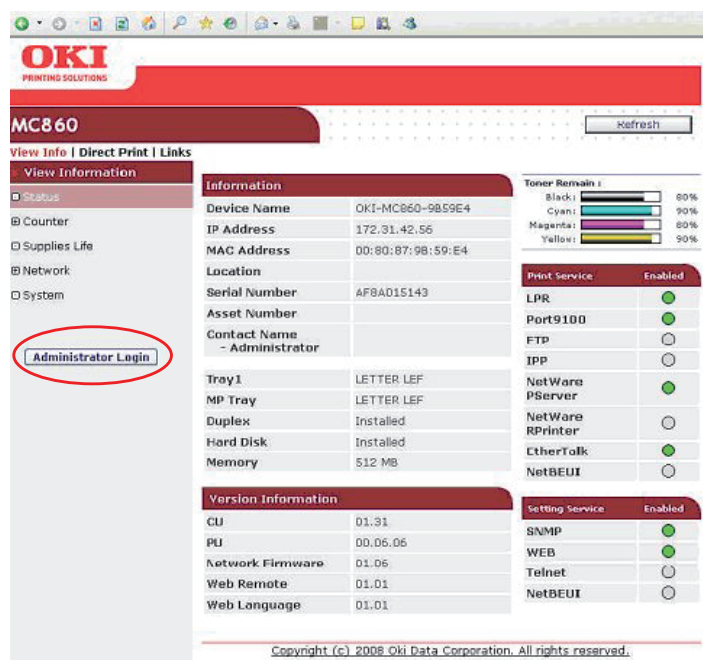 OKI
PRINTING SOLUTIONS
MC860
Refresh
View Info | Direct Print | Links
View Information
Status
Counter
Supplies Life
Network
System
Administrator Login
Information
Device Name OKI-MC860-9B59E4
IP Address 172.31.42.56
MAC Address 00:80:87:9B:59:E4
Location
Serial Number AF8A015143
Asset Number
Contact Name
- Administrator
Tray1 LETTER LEF
MP Tray LETTER LEF
Duplex Installed
Hard Disk Installed
Memory 512 MB
Version Information
CU 01.31
PU 00.06.06
Network Firmware 01.06
Web Remote 01.01
Web Language 01.01
Toner Remain :
Black: 80%
Cyan: 90%
Magenta: 80%
Yellow: 90%
Print Service Enabled
LPR
Port9100
FTP
IPP
NetWare
PServer
NetWare
RPrinter
EtherTalk
NetBEUI
Setting Service Enabled
SNMP
WEB
Telnet
NetBEUI
Copyright (c) 2008 Oki Data Corporation. All rights reserved.